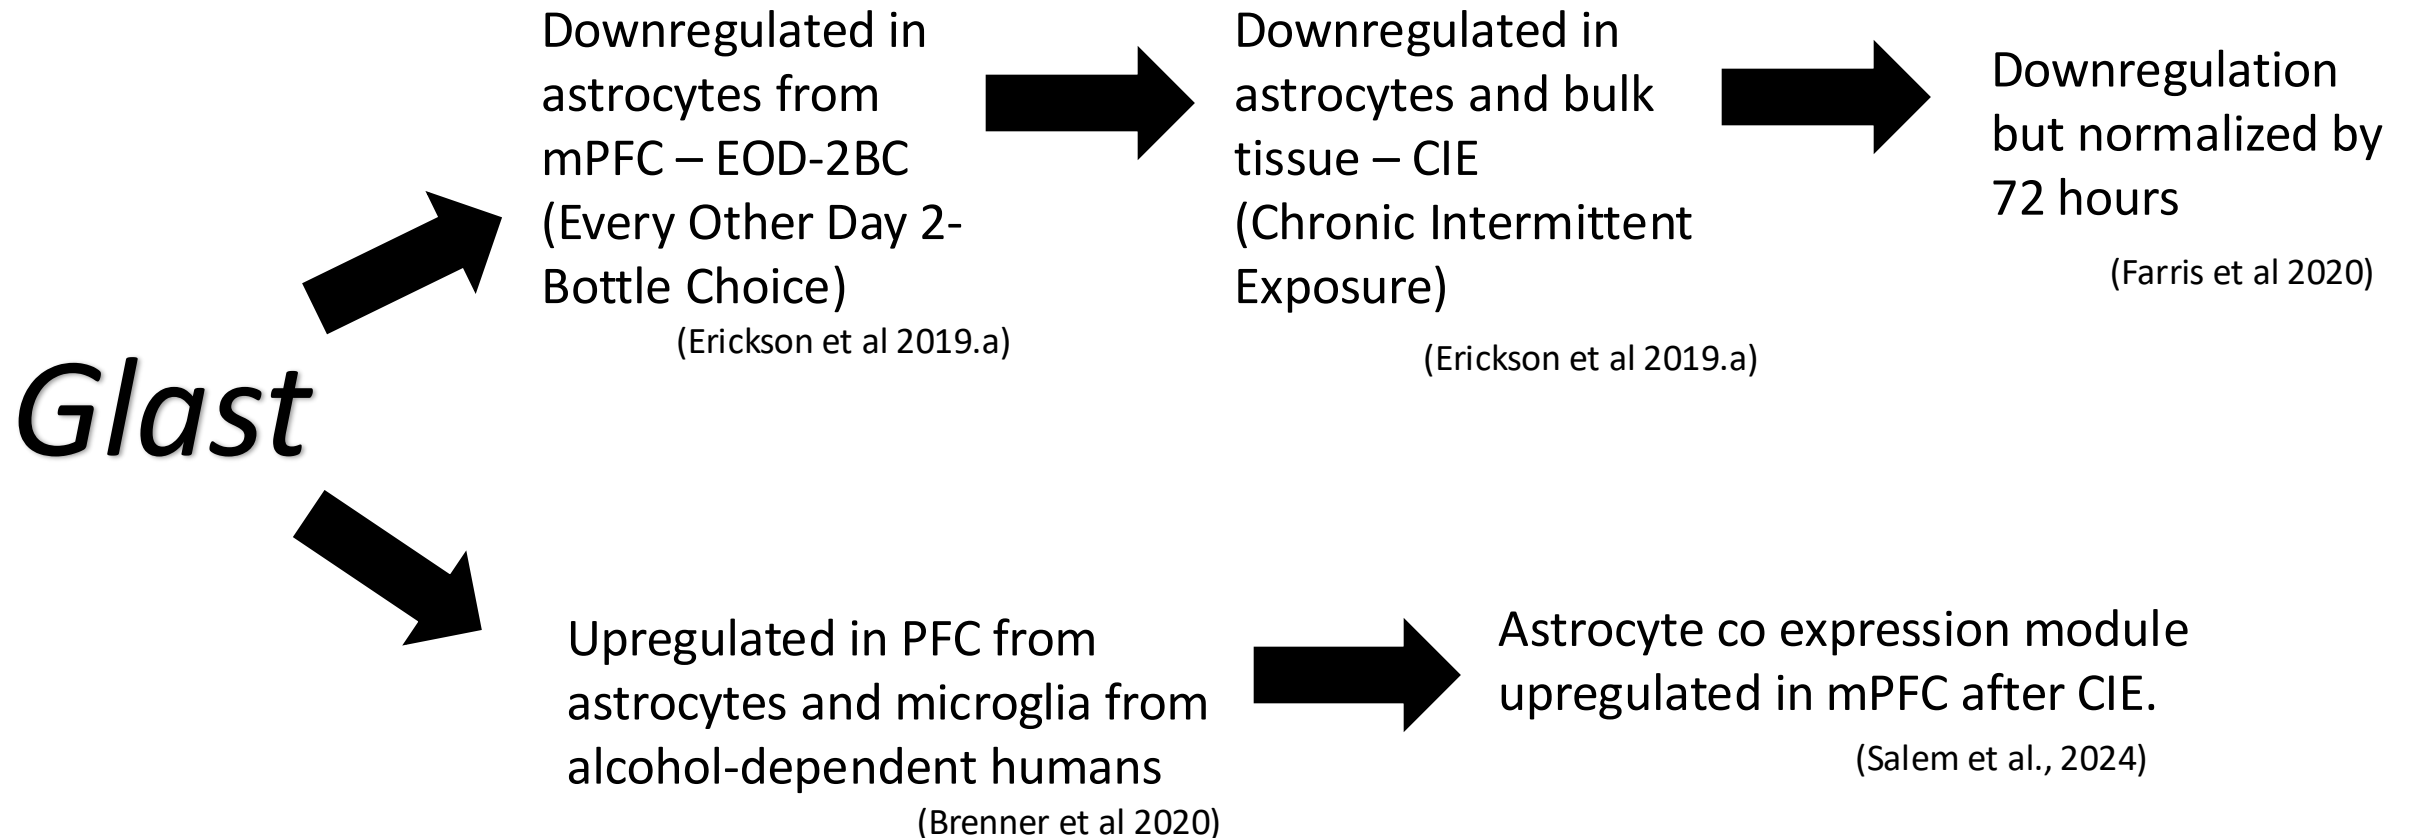 Glast
Downregulated in
astrocytes from
mPFC – EOD-2BC
(Every Other Day 2-
Bottle Choice)
(Erickson et al 2019.a)
Downregulated in
astrocytes and bulk
tissue – CIE
(Chronic Intermittent
Exposure)
(Erickson et al 2019.a)
Downregulation
but normalized by
72 hours
(Farris et al 2020)
Upregulated in PFC from
astrocytes and microglia from
alcohol-dependent humans
(Brenner et al 2020)
Astrocyte co expression module
upregulated in mPFC after CIE.
(Salem et al., 2024)